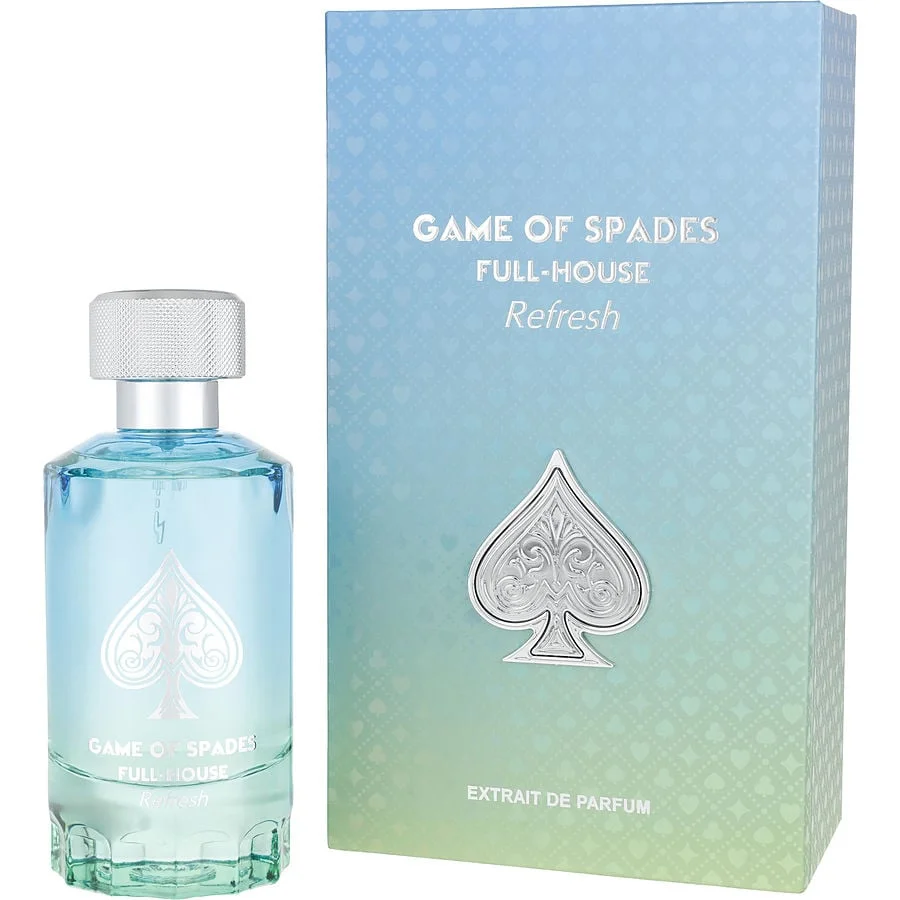 GAME OF SPADES
FULL-HOUSE
Refresh
EXTRAIT DE PARFUM
GAME OF SPADES
FULL-HOUSE
Refresh